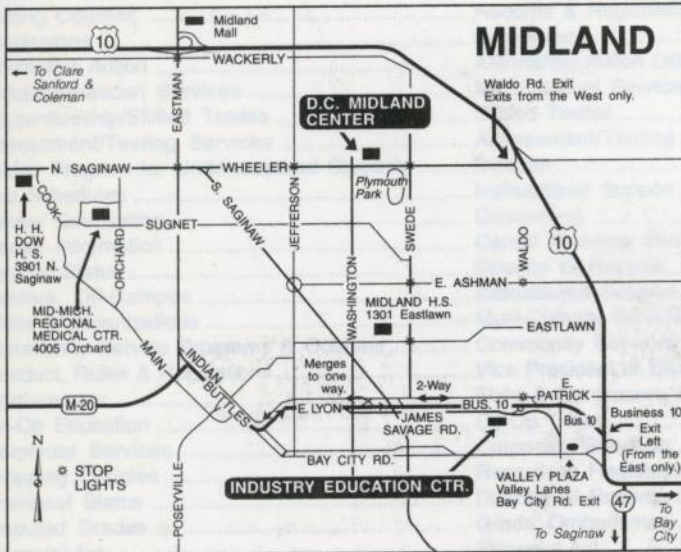 MIDLAND
10
Midland
Mall
WACKERLY
To Clare
Sanford &
Coleman
EASTMAN
D.C. MIDLAND
CENTER
Waldo Rd. Exit
Exits from the West only.
N. SAGINAW
WHEELER
Plymouth
Park
COOK
S. SAGINAW
JEFFERSON
SWEDE
WALDO
10
H. H.
DOW
H. S.
3901 N.
Saginaw
ORCHARD
SUGNET
WASHINGTON
E. ASHMAN
MID-MICH.
REGIONAL
MEDICAL CTR.
4005 Orchard
MIDLAND H.S.
1301 Eastlawn
EASTLAWN
MAIN
INDIAN
BUTTLES
Merges
to one
way.
2-Way
E.
PATRICK
M-20
E. LYON
BUS. 10
JAMES
SAVAGE RD.
BUS. 10
Business 10
Exit
Left
(From the
East only.)
N
STOP
LIGHTS
POSEYVILLE
BAY CITY RD.
INDUSTRY EDUCATION CTR.
VALLEY PLAZA
Valley Lanes
Bay City Rd. Exit
47
To
Bay
City
To Saginaw